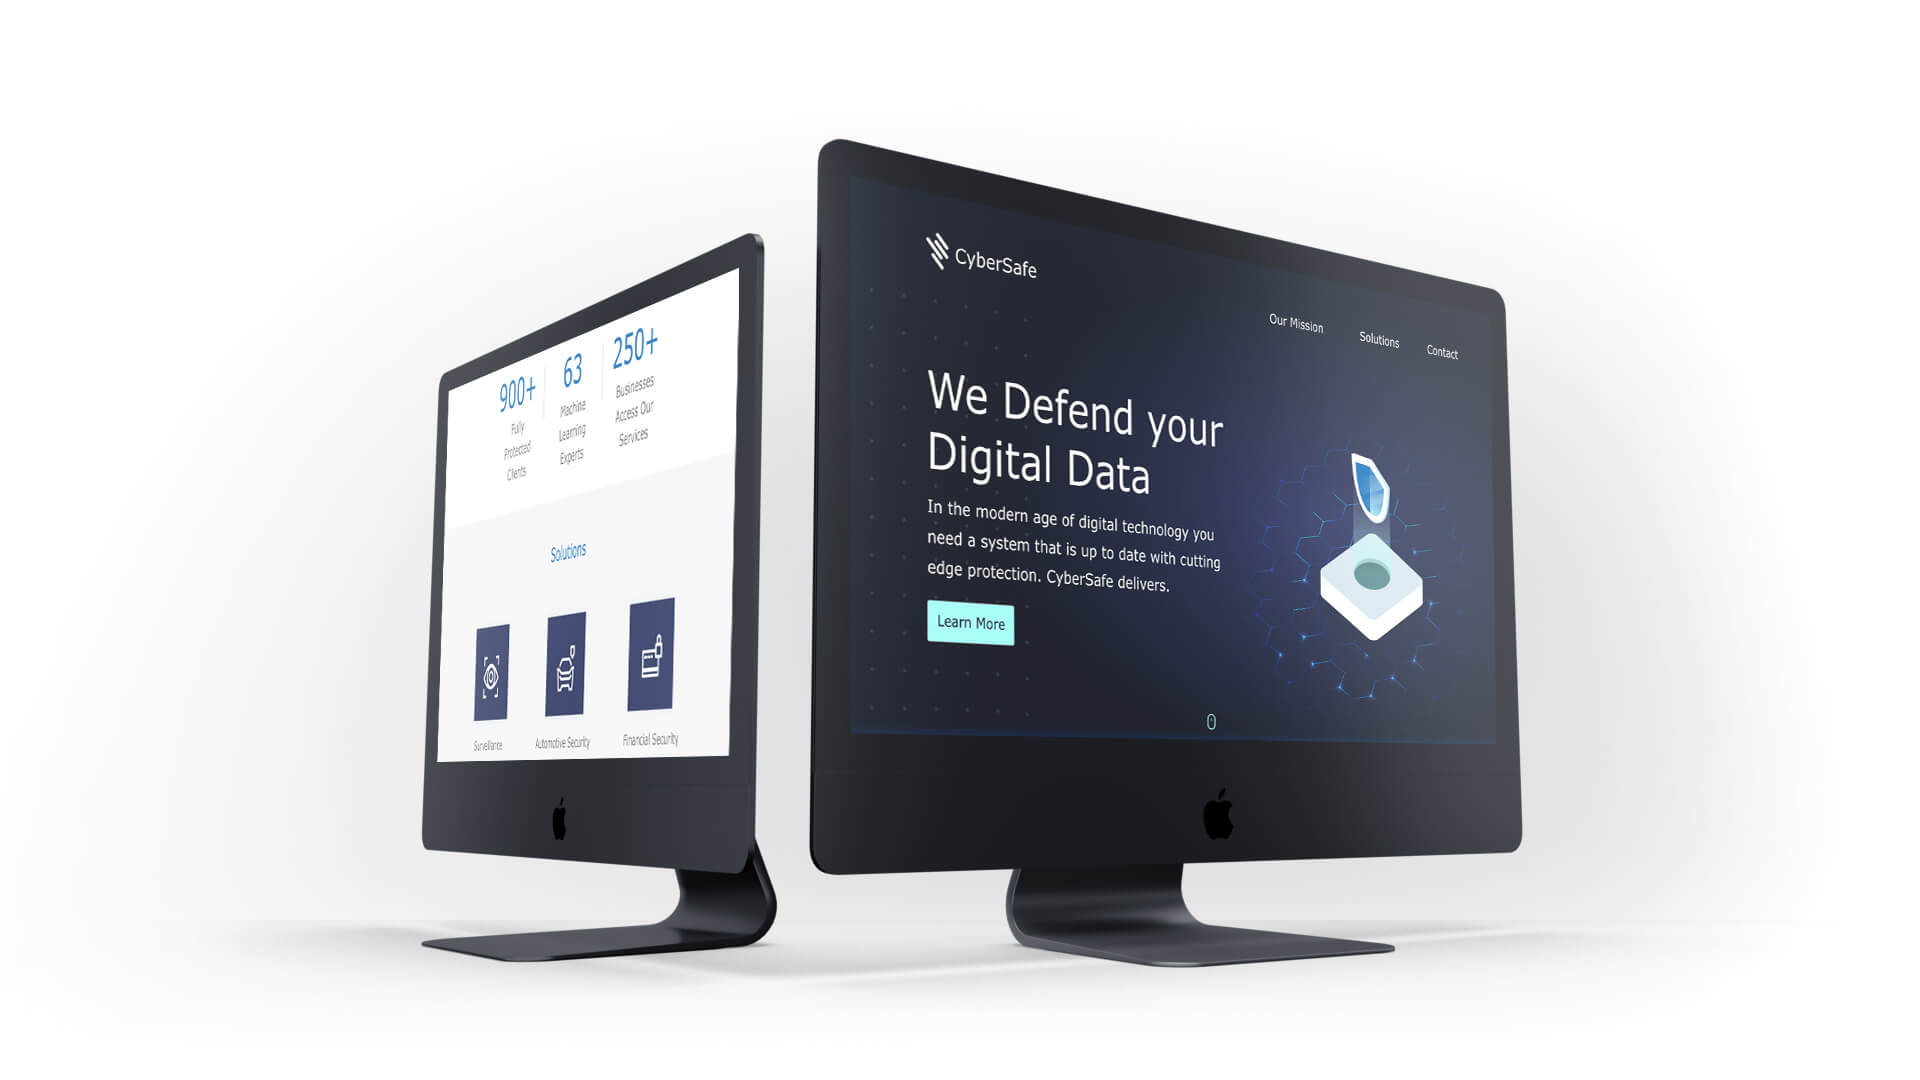 900+
Fully
Protected
Clients
63
Machine
Learning
Experts
250+
Businesses
Access Our
Services
Solutions
Surveillance
Automotive Security
Financial Security
CyberSafe
Our Mission
Solutions
Contact
We Defend your
Digital Data
In the modern age of digital technology you
need a system that is up to date with cutting
edge protection. CyberSafe delivers.
Learn More